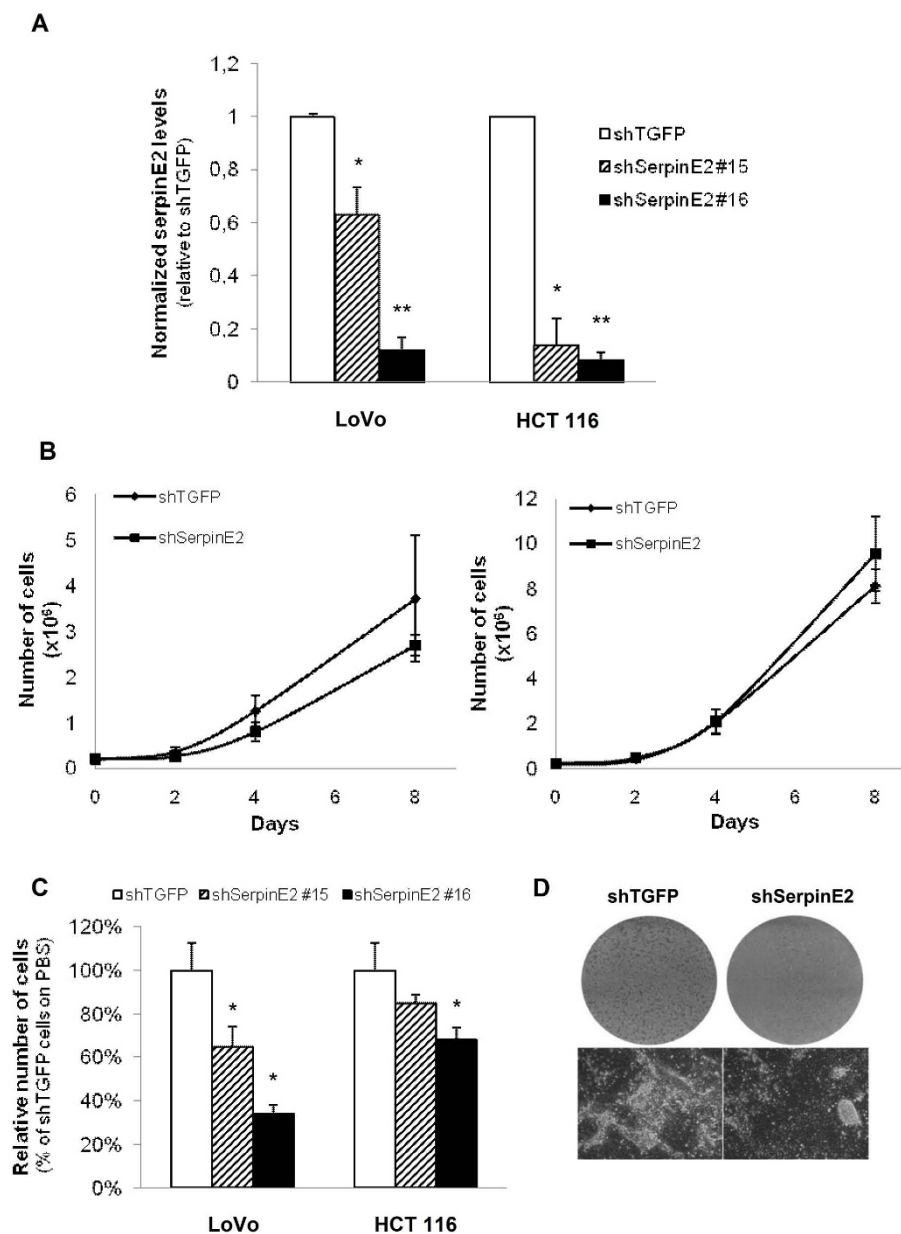 A
Normalized serpinE2 levels
(relative to shTGFP)
1,2
1
0,8
0,6
0,4
0,2
0
*
**
*
**
shTGFP
shSerpinE2#15
shSerpinE2#16
LoVo
HCT 116
B
Number of cells
(x10⁶)
6
5
4
3
2
1
0
shTGFP
shSerpinE2
0 2 4 6 8
Days
Number of cells
(x10⁶)
12
10
8
6
4
2
0
shTGFP
shSerpinE2
0 2 4 6 8
Days
C
shTGFP shSerpinE2 #15 shSerpinE2 #16
Relative number of cells
(% of shTGFP cells on PBS)
120%
100%
80%
60%
40%
20%
0%
*
*
*
LoVo
HCT 116
D
shTGFP
shSerpinE2